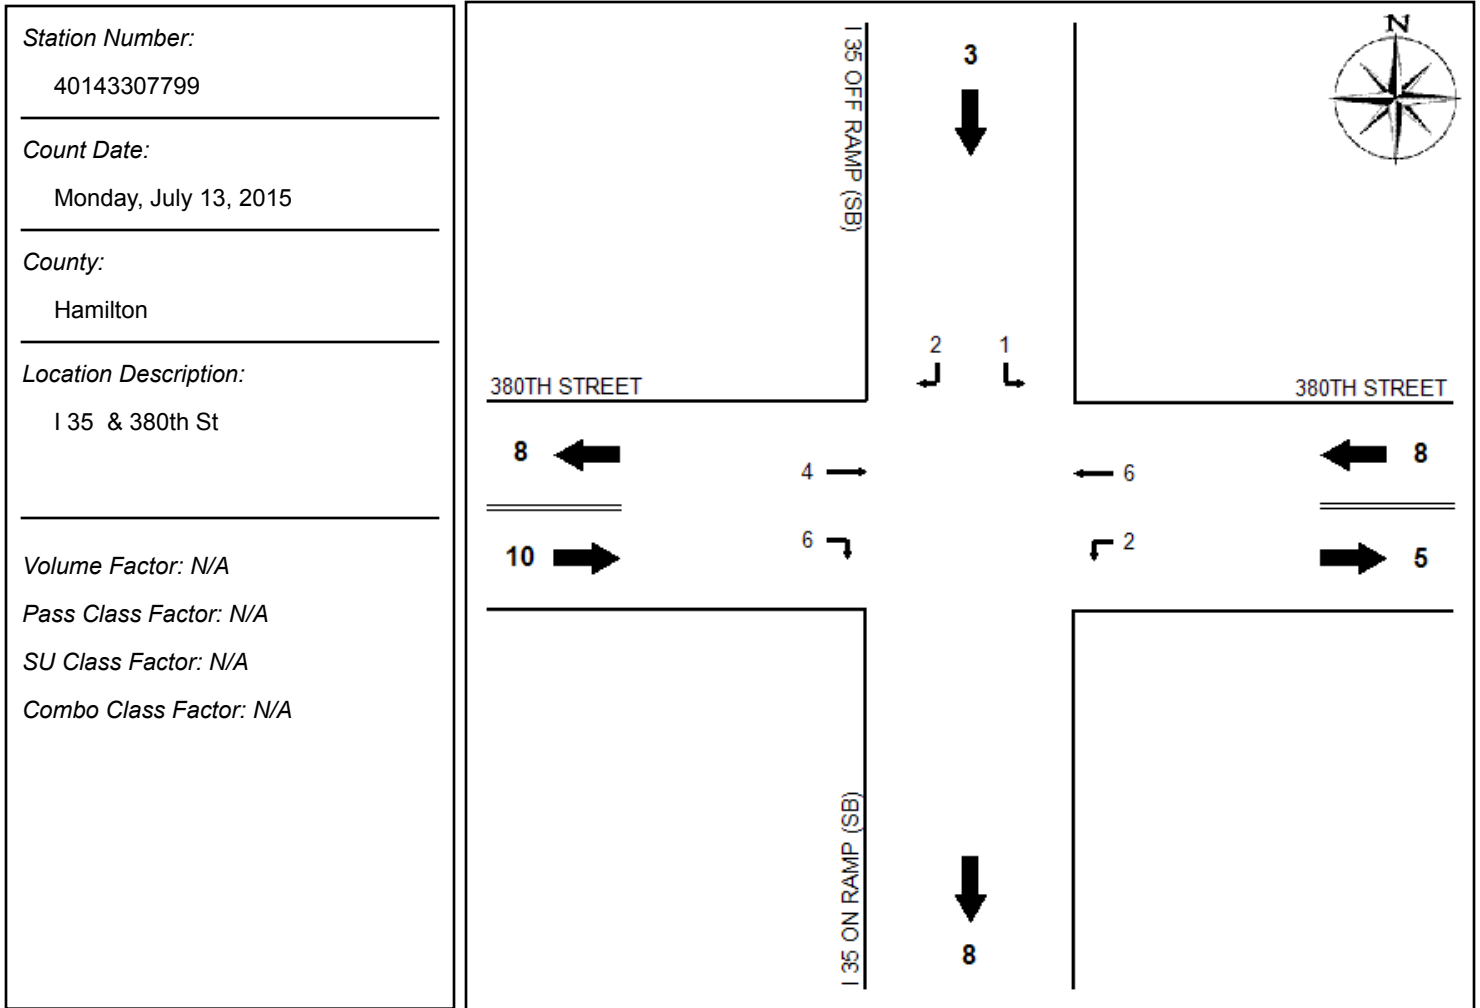 Station Number:
40143307799
Count Date:
Monday, July 13, 2015
County:
Hamilton
Location Description:
I 35 & 380th St
Volume Factor: N/A
Pass Class Factor: N/A
SU Class Factor: N/A
Combo Class Factor: N/A
N
I 35 OFF RAMP (SB)
3
2 1
380TH STREET
380TH STREET
8
4
6
8
10
6
2
5
I 35 ON RAMP (SB)
8